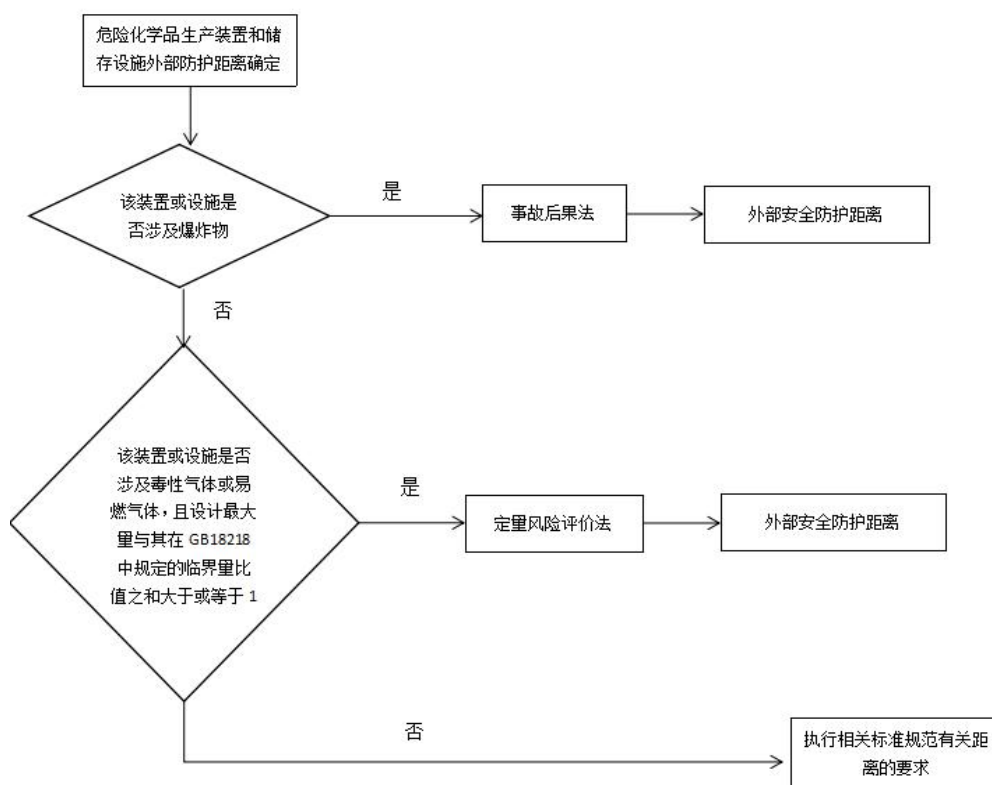 危险化学品生产装置和储
存设施外部防护距离确定
该装置或设施是
否涉及爆炸物
是
事故后果法
外部安全防护距离
否
该装置或设施是否
涉及毒性气体或易
燃气体，且设计最大
量与其在 GB18218
中规定的临界量比
值之和大于或等于 1
是
定量风险评价法
外部安全防护距离
否
执行相关标准规范有关距
离的要求